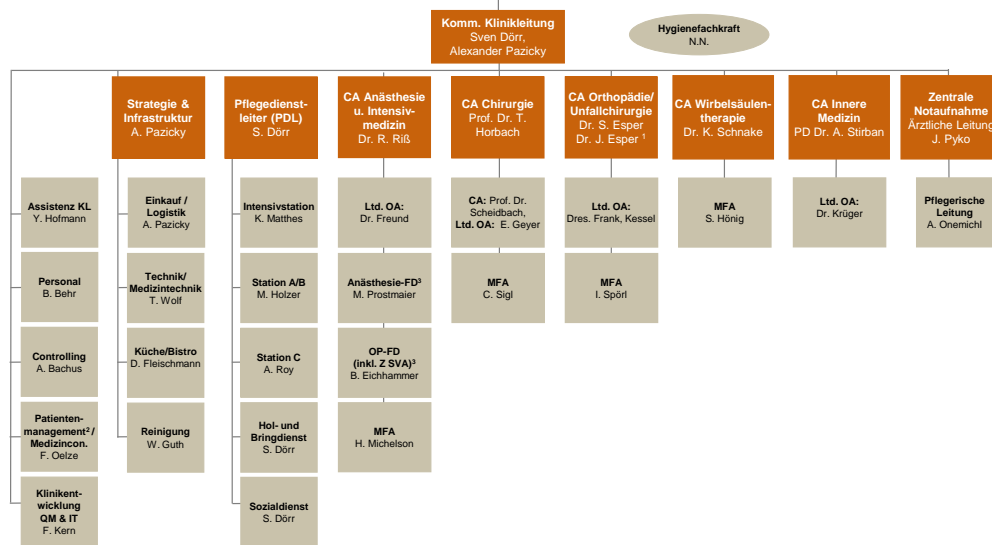 Komm. Klinikleitung
Sven Dörr,
Alexander Pazicky
Hygienefachkraft
N.N.
Strategie &
Infrastruktur
A. Pazicky
Pflegedienst-
leiter (PDL)
S. Dörr
CA Anästhesie
u. Intensiv-
medizin
Dr. R. Riß
CA Chirurgie
Prof. Dr. T.
Horbach
CA Orthopädie/
Unfallchirurgie
Dr. S. Esper
Dr. J. Esper ¹
CA Wirbelsäulen-
therapie
Dr. K. Schnake
CA Innere
Medizin
PD Dr. A. Stirban
Zentrale
Notaufnahme
Ärztliche Leitung
J. Pyko
Assistenz KL
Y. Hofmann
Einkauf /
Logistik
A. Pazicky
Intensivstation
K. Matthes
Ltd. OA:
Dr. Freund
CA: Prof. Dr.
Scheidbach,
Ltd. OA: E. Geyer
Ltd. OA:
Dres. Frank, Kessel
MFA
S. Hönig
Ltd. OA:
Dr. Krüger
Pflegerische
Leitung
A. Onemichl
Personal
B. Behr
Technik/
Medizintechnik
T. Wolf
Station A/B
M. Holzer
Anästhesie-FD³
M. Prostmaier
MFA
C. Sigl
MFA
I. Spörl
Controlling
A. Bachus
Küche/Bistro
D. Fleischmann
Station C
A. Roy
OP-FD
(inkl. Z SVA)³
B. Eichhammer
Patienten-
management² /
Medizincon.
F. Oelze
Reinigung
W. Guth
Hol- und
Bringdienst
S. Dörr
MFA
H. Michelson
Klinikent-
wicklung
QM & IT
F. Kern
Sozialdienst
S. Dörr